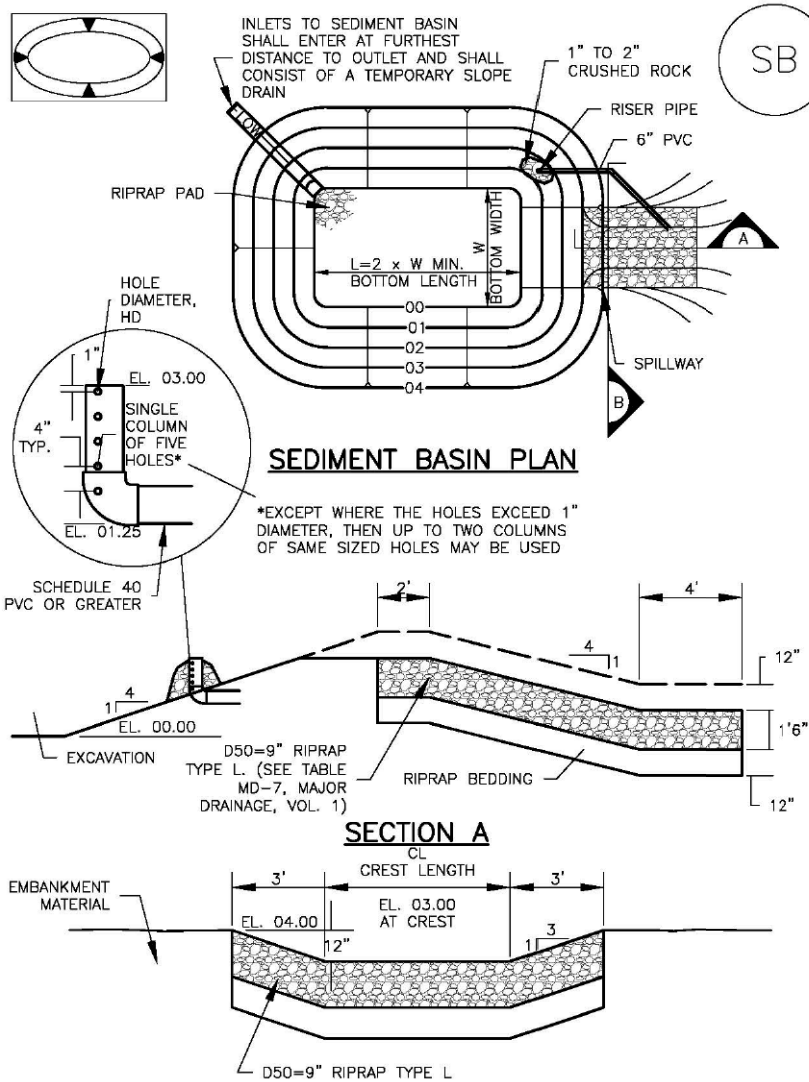 INLETS TO SEDIMENT BASIN
SHALL ENTER AT FURTHEST
DISTANCE TO OUTLET AND SHALL
CONSIST OF A TEMPORARY SLOPE
DRAIN
1" TO 2"
CRUSHED ROCK
SB
RISER PIPE
6" PVC
FLOW
RIPRAP PAD
A
W
BOTTOM WIDTH
L=2 x W MIN.
BOTTOM LENGTH
00
01
02
03
04
SPILLWAY
B
HOLE
DIAMETER,
HD
1"
EL. 03.00
4"
TYP.
SINGLE
COLUMN
OF FIVE
HOLES*
EL. 01.25
SEDIMENT BASIN PLAN
*EXCEPT WHERE THE HOLES EXCEED 1"
DIAMETER, THEN UP TO TWO COLUMNS
OF SAME SIZED HOLES MAY BE USED
SCHEDULE 40
PVC OR GREATER
2'
4'
4
1
12"
1'6"
12"
4
1
EL. 00.00
EXCAVATION
D50=9" RIPRAP
TYPE L. (SEE TABLE
MD-7, MAJOR
DRAINAGE, VOL. 1)
RIPRAP BEDDING
SECTION A
CL
CREST LENGTH
3'
3'
EMBANKMENT
MATERIAL
EL. 04.00
EL. 03.00
AT CREST
12"
3
1
D50=9" RIPRAP TYPE L